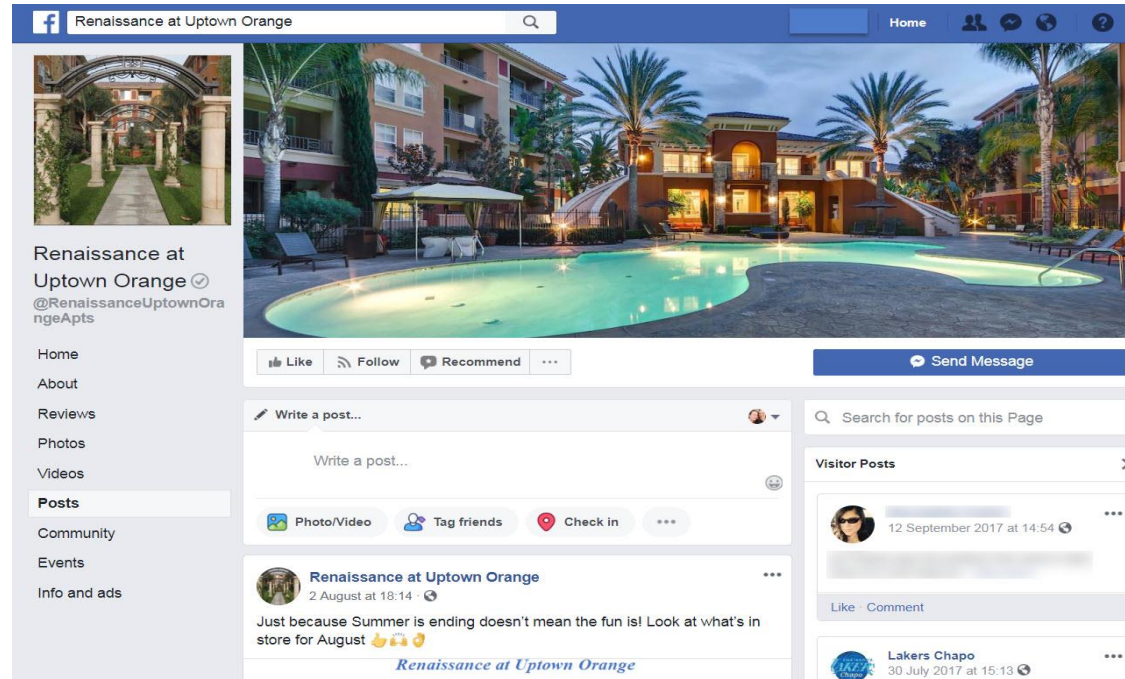 Renaissance at Uptown Orange
Home
Renaissance at
Uptown Orange
@RenaissanceUptownOra
ngeApts
Home
About
Reviews
Photos
Videos
Posts
Community
Events
Info and ads
Like
Follow
Recommend
Send Message
Write a post...
Write a post...
Photo/Video
Tag friends
Check in
Renaissance at Uptown Orange
2 August at 18:14
Just because Summer is ending doesn't mean the fun is! Look at what's in
store for August 👍🙌👌
Renaissance at Uptown Orange
Search for posts on this Page
Visitor Posts
12 September 2017 at 14:54
Like · Comment
Lakers Chapo
30 July 2017 at 15:13